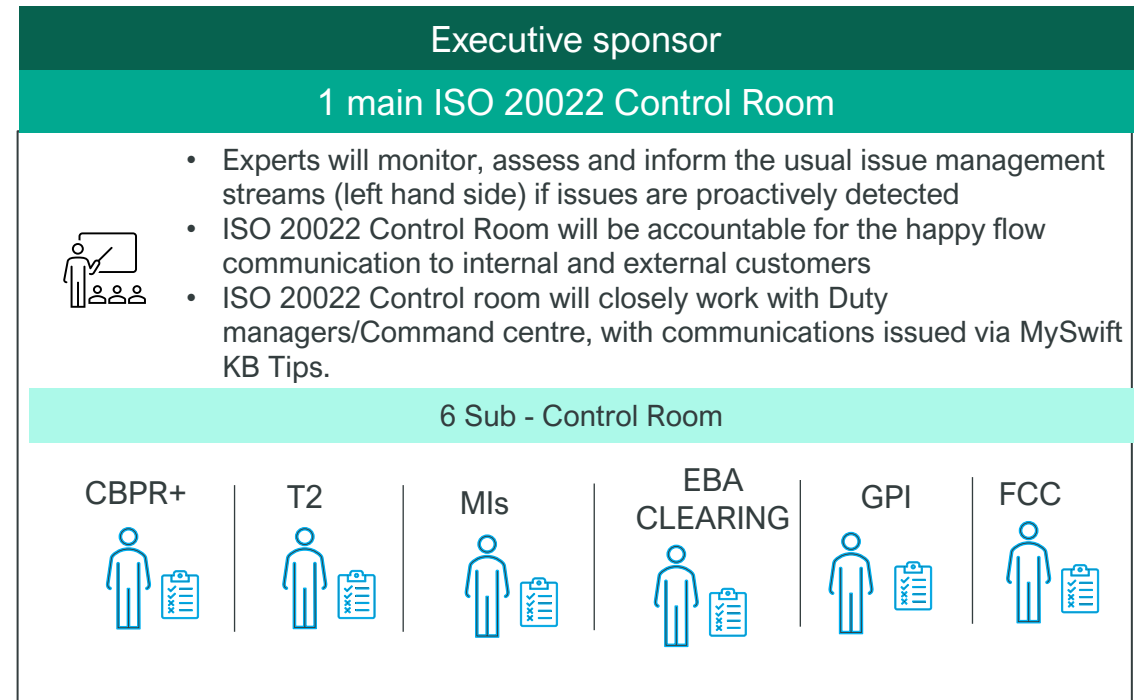 Executive sponsor
1 main ISO 20022 Control Room
• Experts will monitor, assess and inform the usual issue management
streams (left hand side) if issues are proactively detected
• ISO 20022 Control Room will be accountable for the happy flow
communication to internal and external customers
• ISO 20022 Control room will closely work with Duty
managers/Command centre, with communications issued via MySwift
KB Tips.
6 Sub - Control Room
CBPR+
T2
MIs
EBA
CLEARING
GPI
FCC